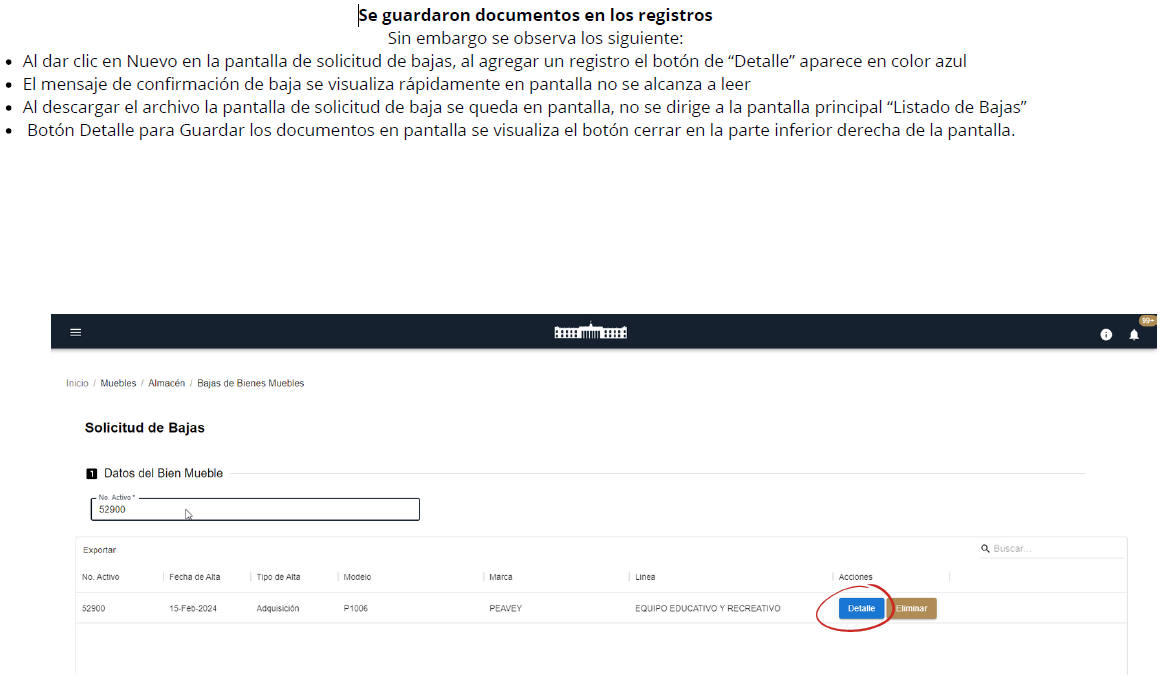 Se guardaron documentos en los registros
Sin embargo se observa los siguiente:
• Al dar clic en Nuevo en la pantalla de solicitud de bajas, al agregar un registro el botón de “Detalle” aparece en color azul
• El mensaje de confirmación de baja se visualiza rápidamente en pantalla no se alcanza a leer
• Al descargar el archivo la pantalla de solicitud de baja se queda en pantalla, no se dirige a la pantalla principal “Listado de Bajas”
• Botón Detalle para Guardar los documentos en pantalla se visualiza el botón cerrar en la parte inferior derecha de la pantalla.
99+
Inicio / Muebles / Almacén / Bajas de Bienes Muebles
Solicitud de Bajas
1 Datos del Bien Mueble
No. Activo *
52900
Exportar Buscar...
No. Activo Fecha de Alta Tipo de Alta Modelo Marca Línea Acciones
52900 15-Feb-2024 Adquisición P1006 PEAVEY EQUIPO EDUCATIVO Y RECREATIVO Detalle Eliminar